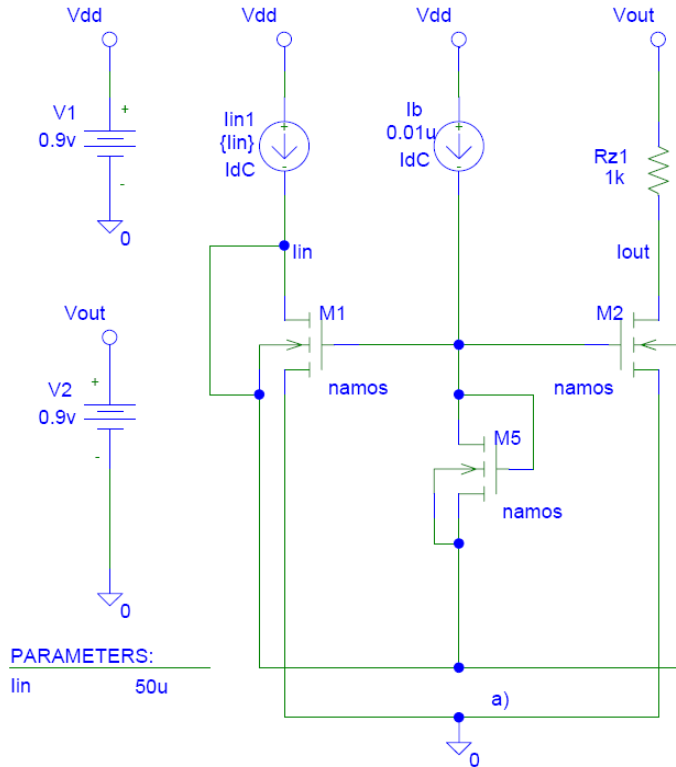 Vdd
Vdd
Vdd
Vout
V1
+
0.9v
-
0
Iin1
+
{Iin}
-
IdC
Ib
0.01u
+
-
IdC
Rz1
1k
Iin
Iout
M1
M2
namos
namos
Vout
+
V2
0.9v
-
0
M5
namos
PARAMETERS:
Iin 50u
a)
0